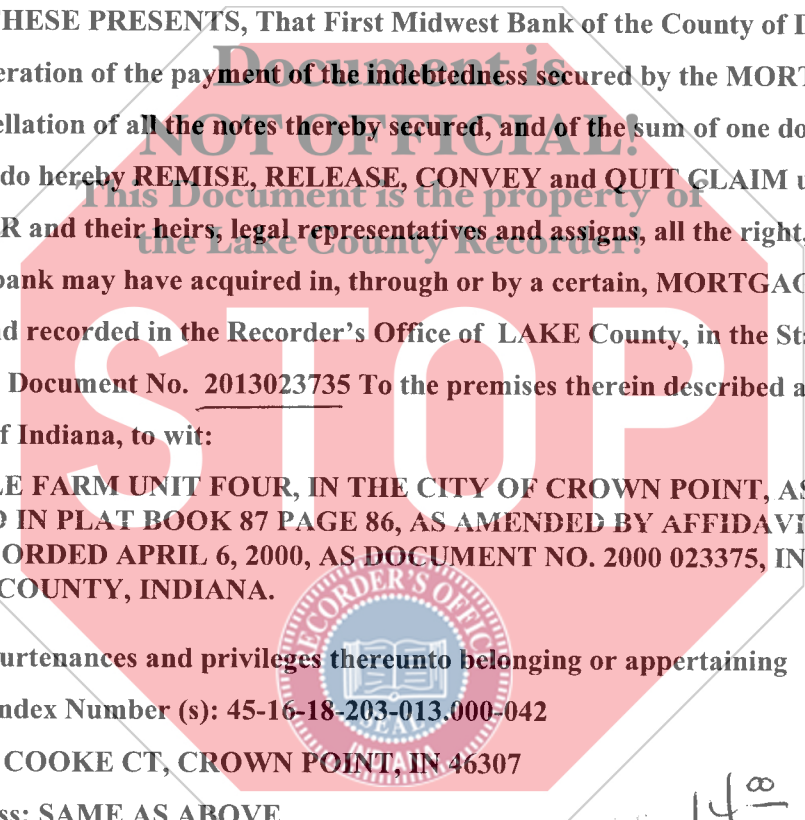 HESE PRESENTS, That First Midwest Bank of the County of
Document is
eration of the payment of the indebtedness secured by the MORT
NOT OFFICIAL!
ellation of all the notes thereby secured, and of the sum of one do
do hereby REMISE, RELEASE, CONVEY and QUIT CLAIM u
This Document is the property of
R and their heirs, legal representatives and assigns, all the right,
the Lake County Recorder!
bank may have acquired in, through or by a certain, MORTGAG
d recorded in the Recorder's Office of LAKE County, in the St
Document No. 2013023735 To the premises therein described a
f Indiana, to wit:
STOP
LE FARM UNIT FOUR, IN THE CITY OF CROWN POINT, AS
D IN PLAT BOOK 87 PAGE 86, AS AMENDED BY AFFIDAVI
ORDED APRIL 6, 2000, AS DOCUMENT NO. 2000 023375, IN
COUNTY, INDIANA.
RECORDER'S OFFICE
urtenances and privileges thereunto belonging or appertaining
ndex Number (s): 45-16-18-203-013.000-042
SEAL
INDIANA
COOKE CT, CROWN POINT, IN 46307
ss: SAME AS ABOVE
14 00